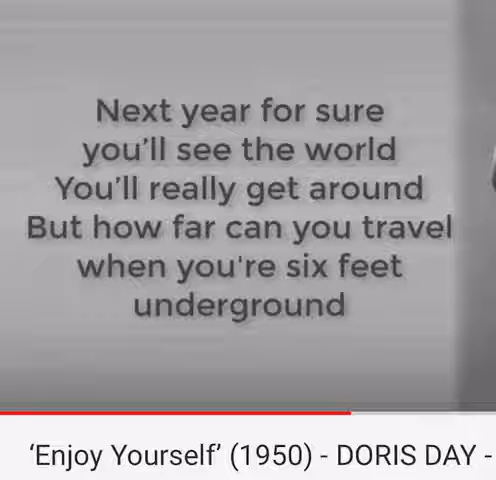 Next year for sure
you’ll see the world
You’ll really get around
But how far can you travel
when you're six feet
underground
‘Enjoy Yourself’ (1950) - DORIS DAY -